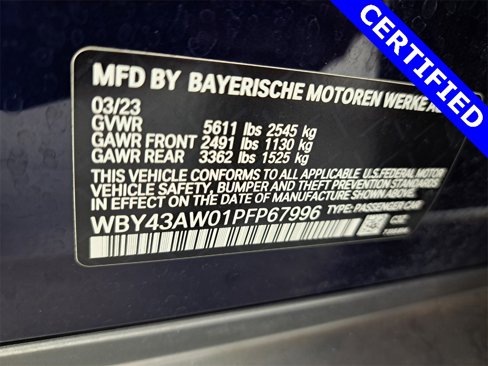 CERTIFIED
MFD BY BAYERISCHE MOTOREN WERKE
03/23
GVWR 5611 lbs 2545 kg
GAWR FRONT 2491 lbs 1130 kg
GAWR REAR 3362 lbs 1525 kg
THIS VEHICLE CONFORMS TO ALL APPLICABLE U.S. FEDERAL MOTOR
VEHICLE SAFETY, BUMPER AND THEFT PREVENTION STANDARDS
IN EFFECT ON THE DATE OF MANUFACTURE SHOWN ABOVE.
WBY43AW01PFP67996 TYPE: PASSENGER CAR